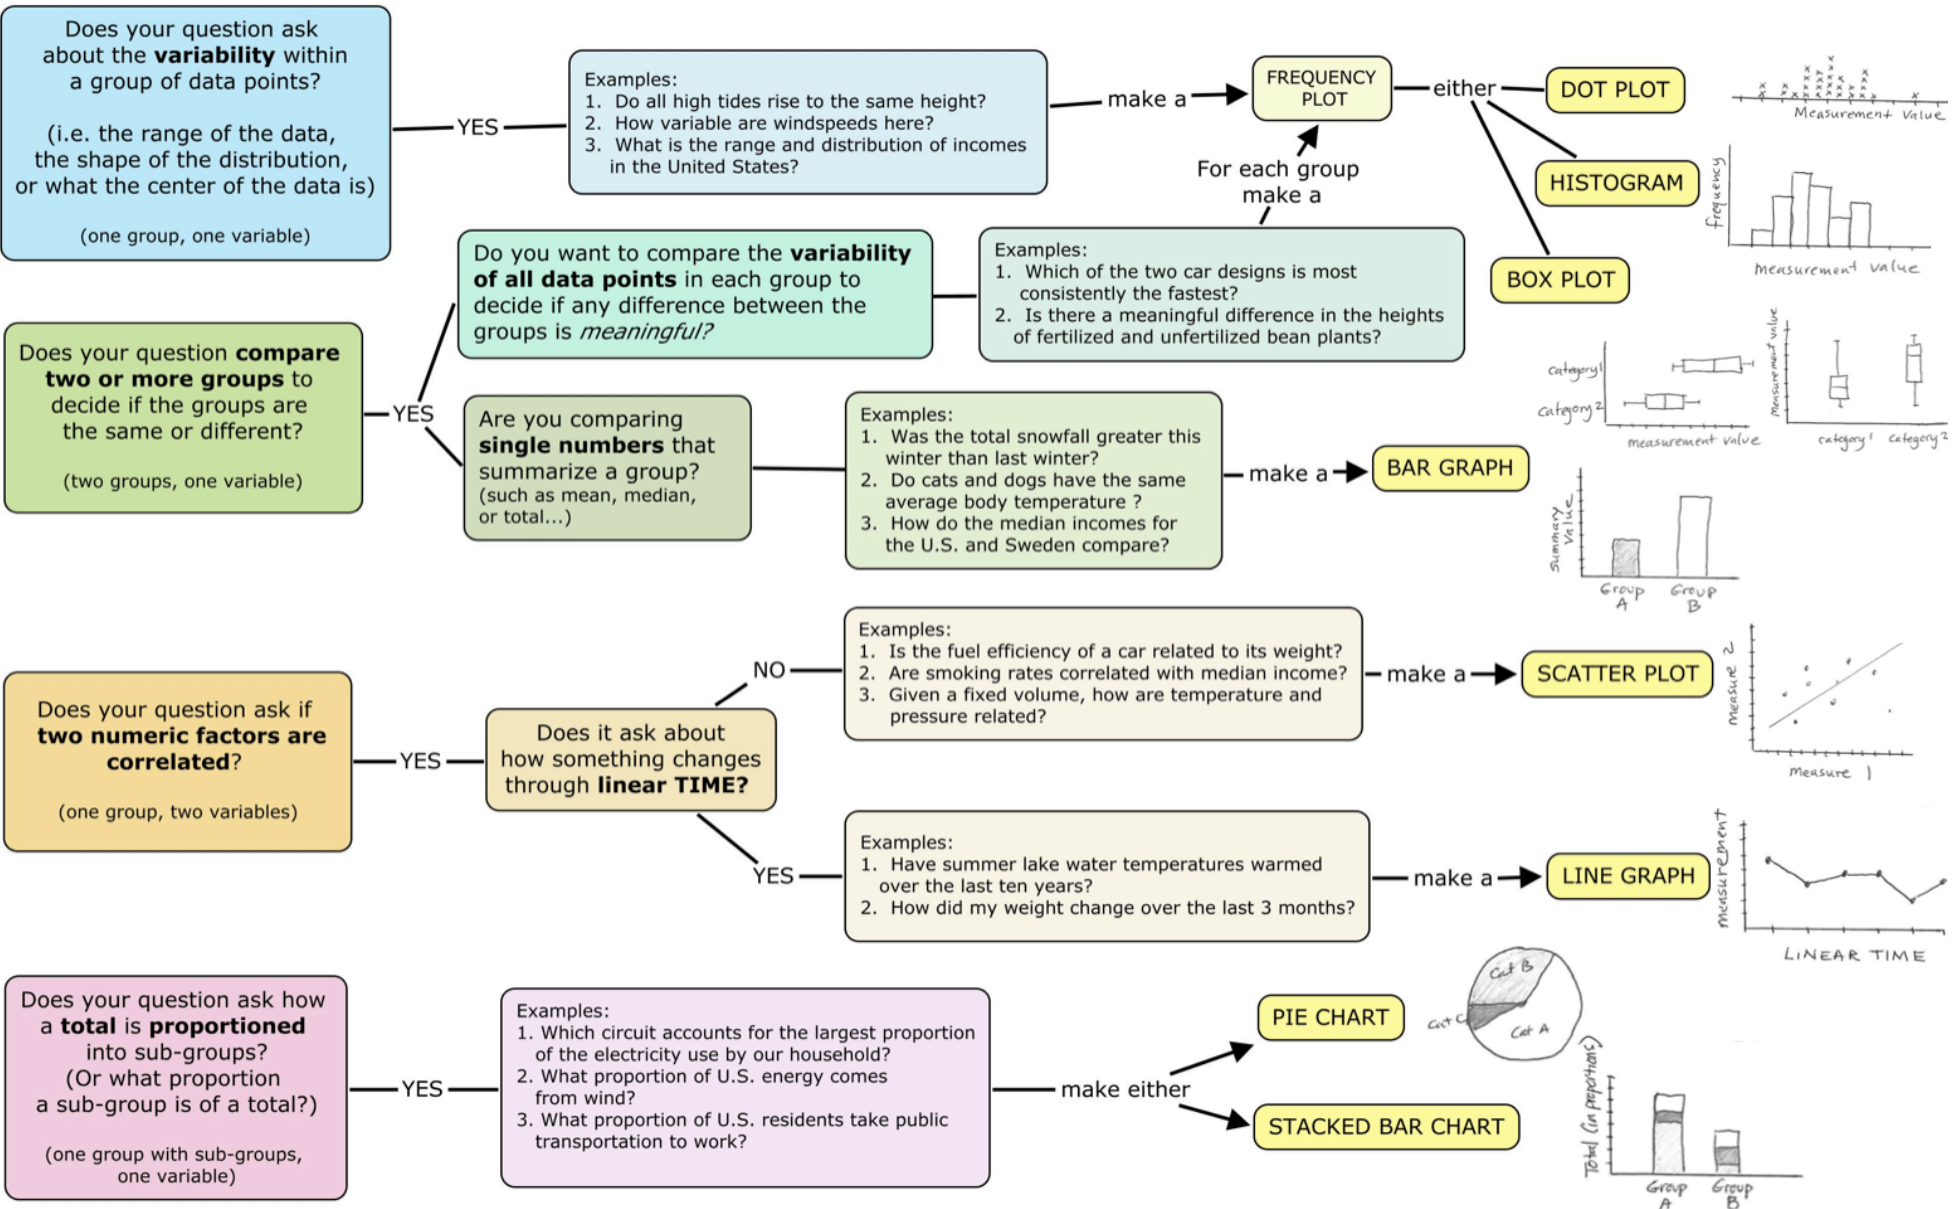 Does your question ask
about the variability within
a group of data points?
(i.e. the range of the data,
the shape of the distribution,
or what the center of the data is)
(one group, one variable)
YES
Examples:
1. Do all high tides rise to the same height?
2. How variable are windspeeds here?
3. What is the range and distribution of incomes
in the United States?
make a
FREQUENCY
PLOT
either
DOT PLOT
Measurement Value
HISTOGRAM
frequency
measurement value
BOX PLOT
For each group
make a
Does your question compare
two or more groups to
decide if the groups are
the same or different?
(two groups, one variable)
YES
Do you want to compare the variability
of all data points in each group to
decide if any difference between the
groups is meaningful?
Examples:
1. Which of the two car designs is most
consistently the fastest?
2. Is there a meaningful difference in the heights
of fertilized and unfertilized bean plants?
category 1
category 2
measurement value
measurement value
category 1 category 2
Are you comparing
single numbers that
summarize a group?
(such as mean, median,
or total...)
Examples:
1. Was the total snowfall greater this
winter than last winter?
2. Do cats and dogs have the same
average body temperature ?
3. How do the median incomes for
the U.S. and Sweden compare?
make a
BAR GRAPH
summary
value
Group
A
Group
B
Does your question ask if
two numeric factors are
correlated?
(one group, two variables)
YES
Does it ask about
how something changes
through linear TIME?
NO
Examples:
1. Is the fuel efficiency of a car related to its weight?
2. Are smoking rates correlated with median income?
3. Given a fixed volume, how are temperature and
pressure related?
make a
SCATTER PLOT
measure 2
measure 1
YES
Examples:
1. Have summer lake water temperatures warmed
over the last ten years?
2. How did my weight change over the last 3 months?
make a
LINE GRAPH
measurement
LINEAR TIME
Does your question ask how
a total is proportioned
into sub-groups?
(Or what proportion
a sub-group is of a total?)
(one group with sub-groups,
one variable)
YES
Examples:
1. Which circuit accounts for the largest proportion
of the electricity use by our household?
2. What proportion of U.S. energy comes
from wind?
3. What proportion of U.S. residents take public
transportation to work?
make either
PIE CHART
Cat B
Cat C
Cat A
STACKED BAR CHART
Total (in proportions)
Group
A
Group
B